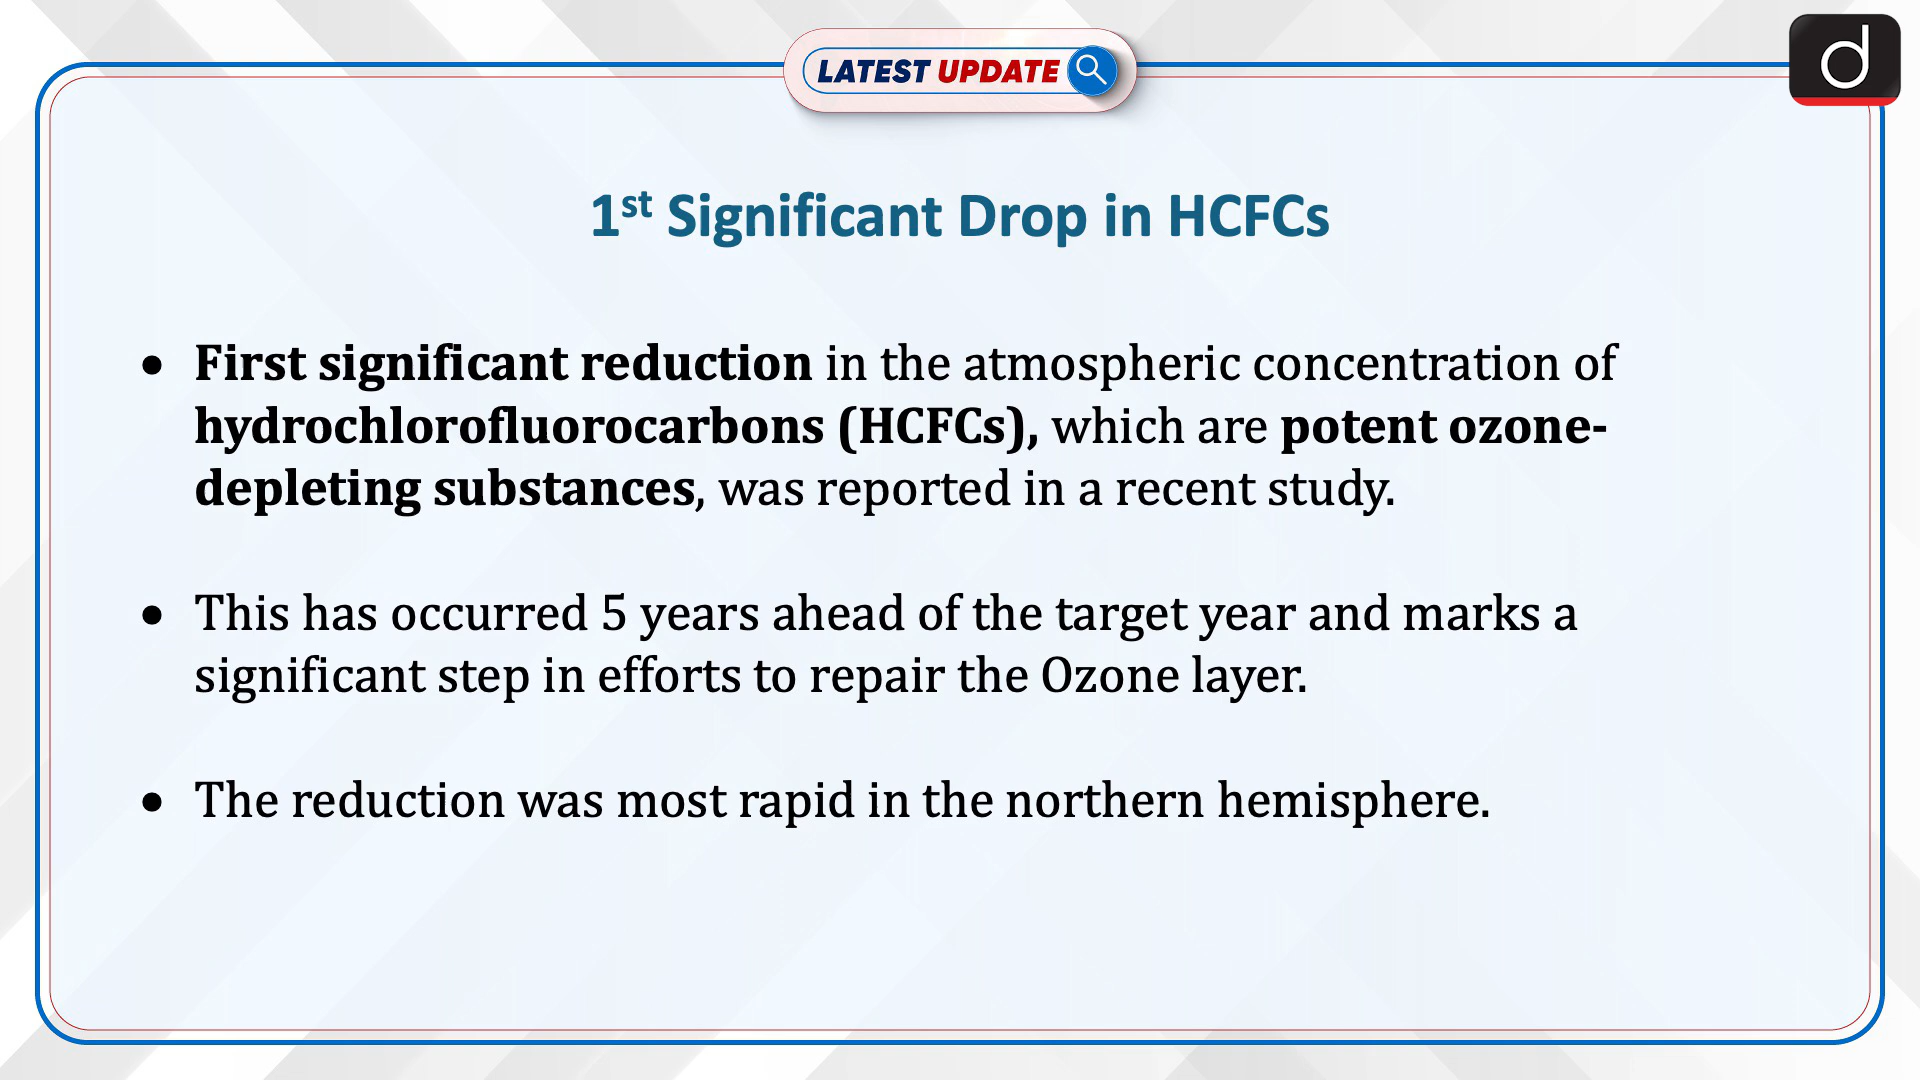 LATEST UPDATE
d
1st Significant Drop in HCFCs
• First significant reduction in the atmospheric concentration of
hydrochlorofluorocarbons (HCFCs), which are potent ozone-
depleting substances, was reported in a recent study.
• This has occurred 5 years ahead of the target year and marks a
significant step in efforts to repair the Ozone layer.
• The reduction was most rapid in the northern hemisphere.